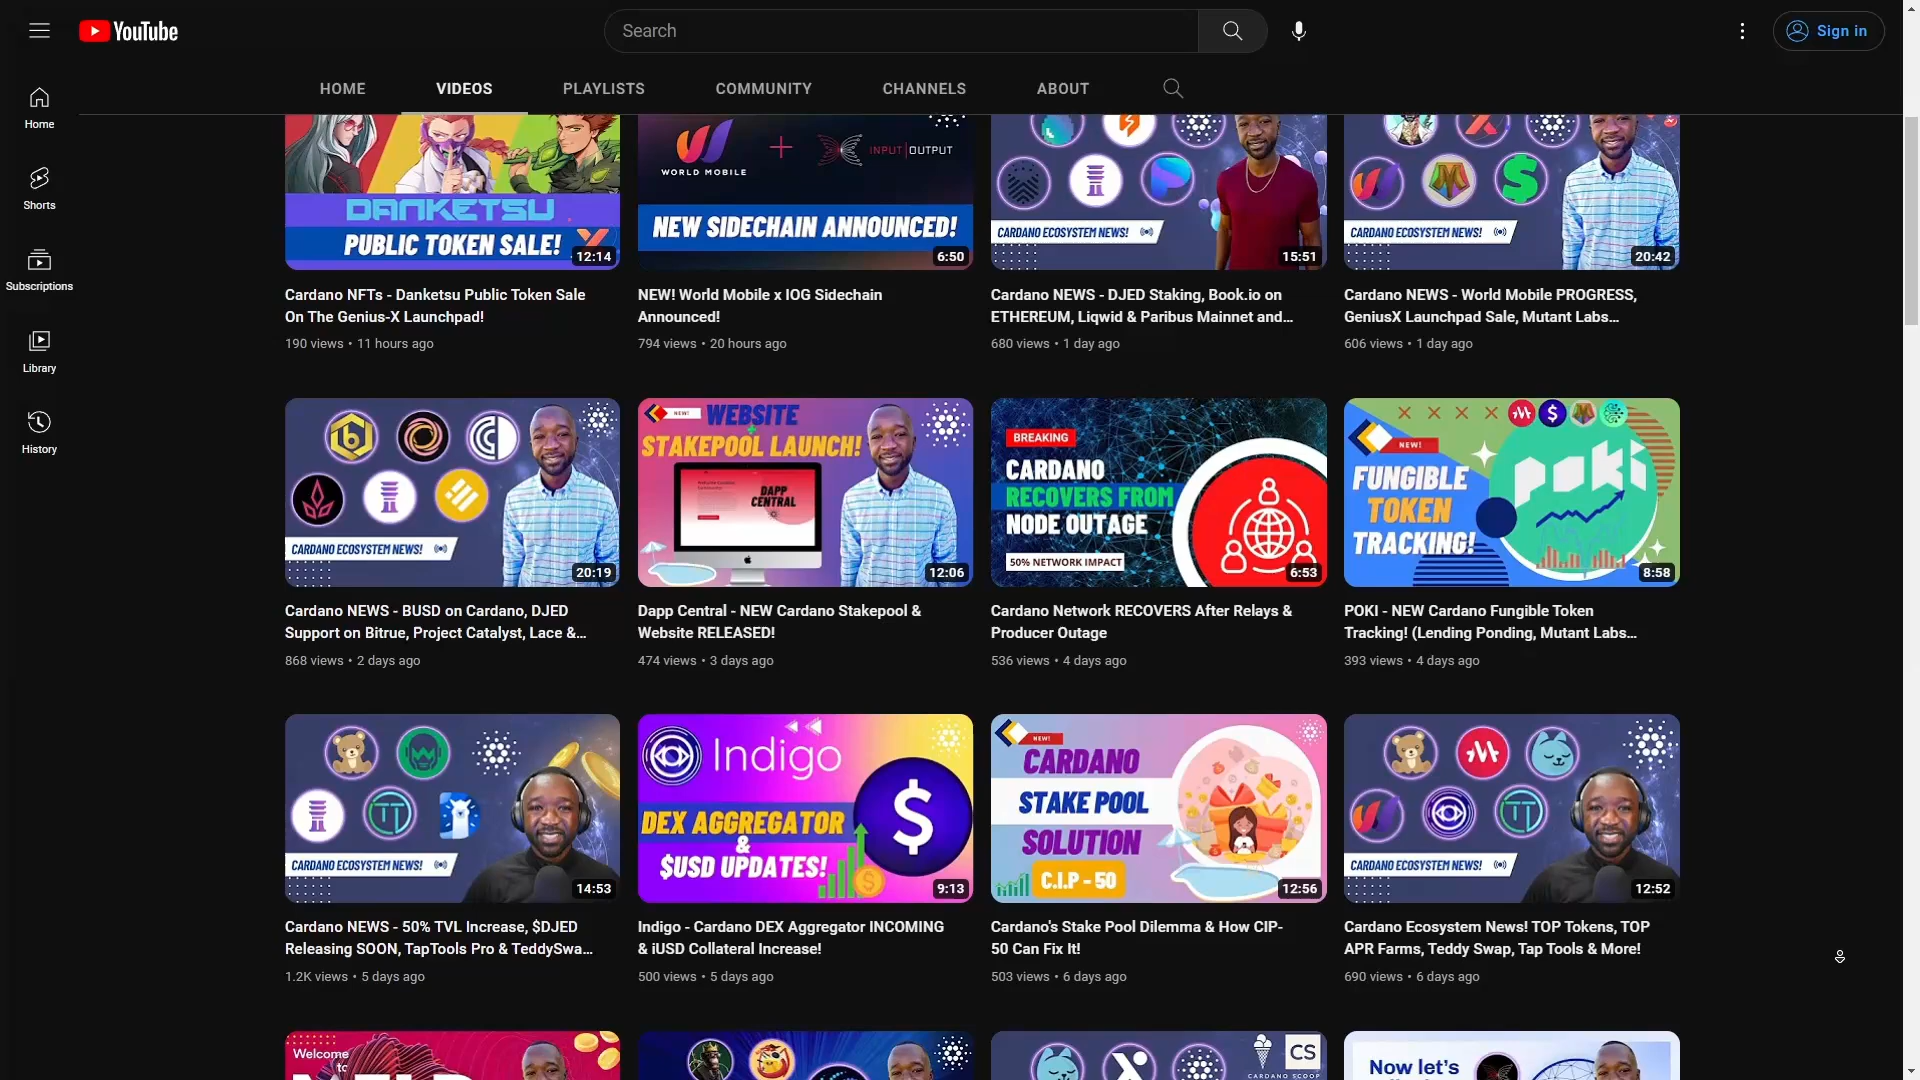 YouTube
Search
Sign in
HOME
VIDEOS
PLAYLISTS
COMMUNITY
CHANNELS
ABOUT
Home
Shorts
Subscriptions
Library
History
DANKETSU
PUBLIC TOKEN SALE!
12:14
Cardano NFTs - Danketsu Public Token Sale
On The Genius-X Launchpad!
190 views • 11 hours ago
WORLD MOBILE
INPUT | OUTPUT
NEW SIDECHAIN ANNOUNCED!
6:50
NEW! World Mobile x IOG Sidechain
Announced!
794 views • 20 hours ago
CARDANO ECOSYSTEM NEWS!
15:51
Cardano NEWS - DJED Staking, Book.io on
ETHEREUM, Liqwid & Paribus Mainnet and...
680 views • 1 day ago
CARDANO ECOSYSTEM NEWS!
20:42
Cardano NEWS - World Mobile PROGRESS,
GeniusX Launchpad Sale, Mutant Labs...
606 views • 1 day ago
CARDANO ECOSYSTEM NEWS!
20:19
Cardano NEWS - BUSD on Cardano, DJED
Support on Bitrue, Project Catalyst, Lace &...
868 views • 2 days ago
NEW!
WEBSITE
STAKEPOOL LAUNCH!
DAPP
CENTRAL
12:06
Dapp Central - NEW Cardano Stakepool &
Website RELEASED!
474 views • 3 days ago
BREAKING
CARDANO
RECOVERS FROM
NODE OUTAGE
50% NETWORK IMPACT
6:53
Cardano Network RECOVERS After Relays &
Producer Outage
536 views • 4 days ago
NEW!
FUNGIBLE
TOKEN
TRACKING!
POKI
8:58
POKI - NEW Cardano Fungible Token
Tracking! (Lending Ponding, Mutant Labs...
393 views • 4 days ago
CARDANO ECOSYSTEM NEWS!
14:53
Cardano NEWS - 50% TVL Increase, $DJED
Releasing SOON, TapTools Pro & TeddySwa...
1.2K views • 5 days ago
Indigo
DEX AGGREGATOR
&
$USD UPDATES!
9:13
Indigo - Cardano DEX Aggregator INCOMING
& iUSD Collateral Increase!
500 views • 5 days ago
NEW!
CARDANO
STAKE POOL
SOLUTION
C.I.P - 50
12:56
Cardano's Stake Pool Dilemma & How CIP-
50 Can Fix It!
503 views • 6 days ago
CARDANO ECOSYSTEM NEWS!
12:52
Cardano Ecosystem News! TOP Tokens, TOP
APR Farms, Teddy Swap, Tap Tools & More!
690 views • 6 days ago
Welcome
to
CS
CARDANO SCOOP
Now let's